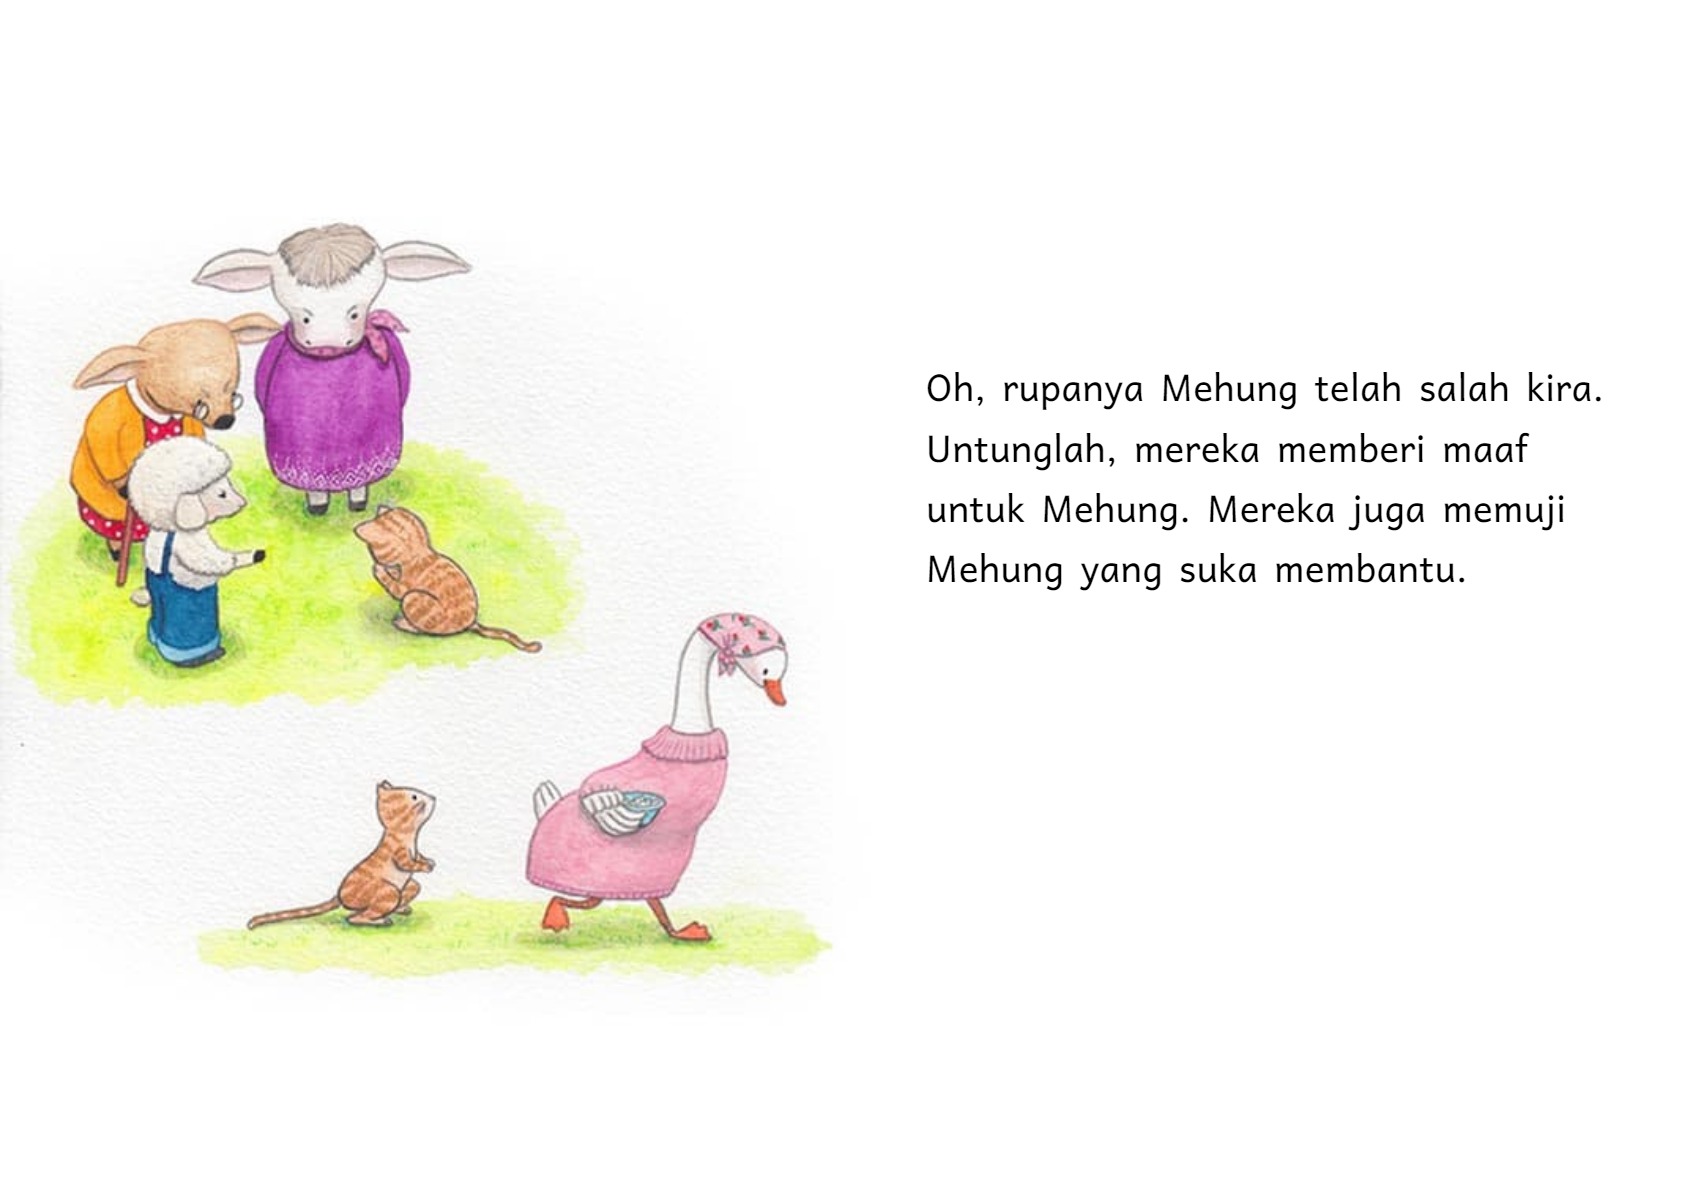 Oh, rupanya Mehung telah salah kira.
Untunglah, mereka memberi maaf
untuk Mehung. Mereka juga memuji
Mehung yang suka membantu.